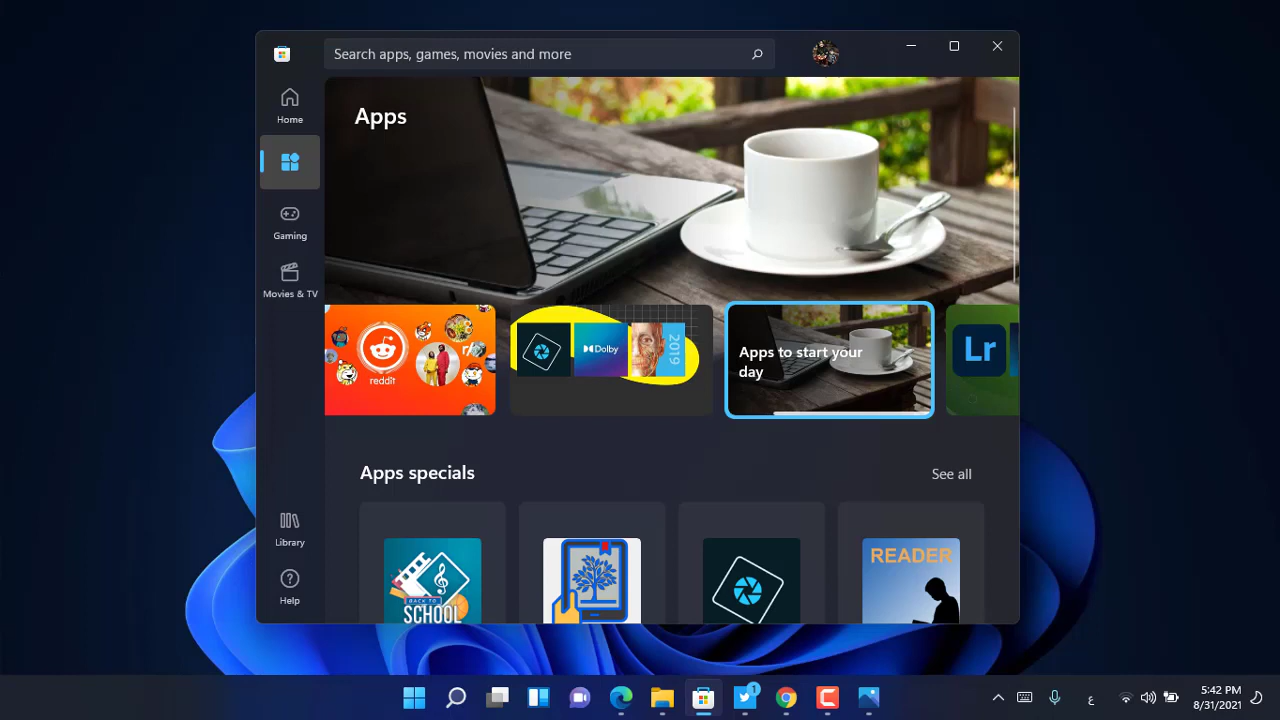 Search apps, games, movies and more
Home
Gaming
Movies & TV
Library
Help
Apps
reddit
Dolby
2019
Apps to start your
day
Lr
Apps specials
See all
BACK TO
SCHOOL
READER
1
ع
5:42 PM
8/31/2021